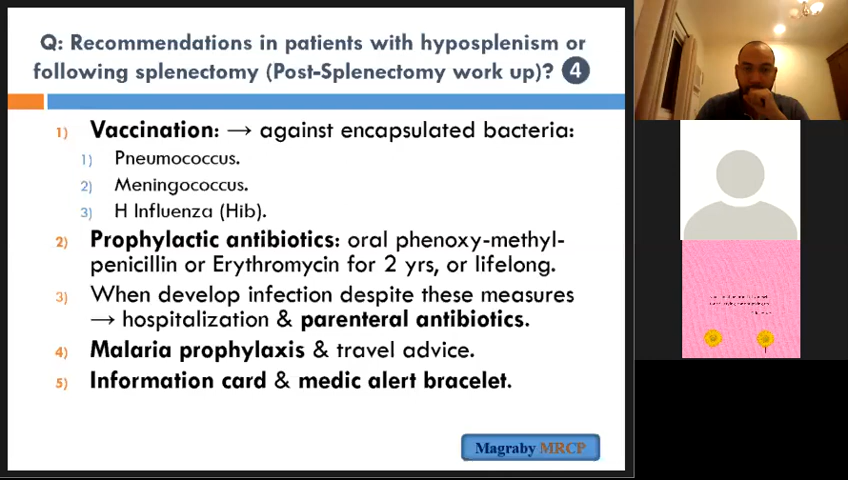 Q: Recommendations in patients with hyposplenism or
following splenectomy (Post-Splenectomy work up)? 4
1) Vaccination: → against encapsulated bacteria:
1) Pneumococcus.
2) Meningococcus.
3) H Influenza (Hib).
2) Prophylactic antibiotics: oral phenoxy-methyl-
penicillin or Erythromycin for 2 yrs, or lifelong.
3) When develop infection despite these measures
→ hospitalization & parenteral antibiotics.
4) Malaria prophylaxis & travel advice.
5) Information card & medic alert bracelet.
Magraby MRCP